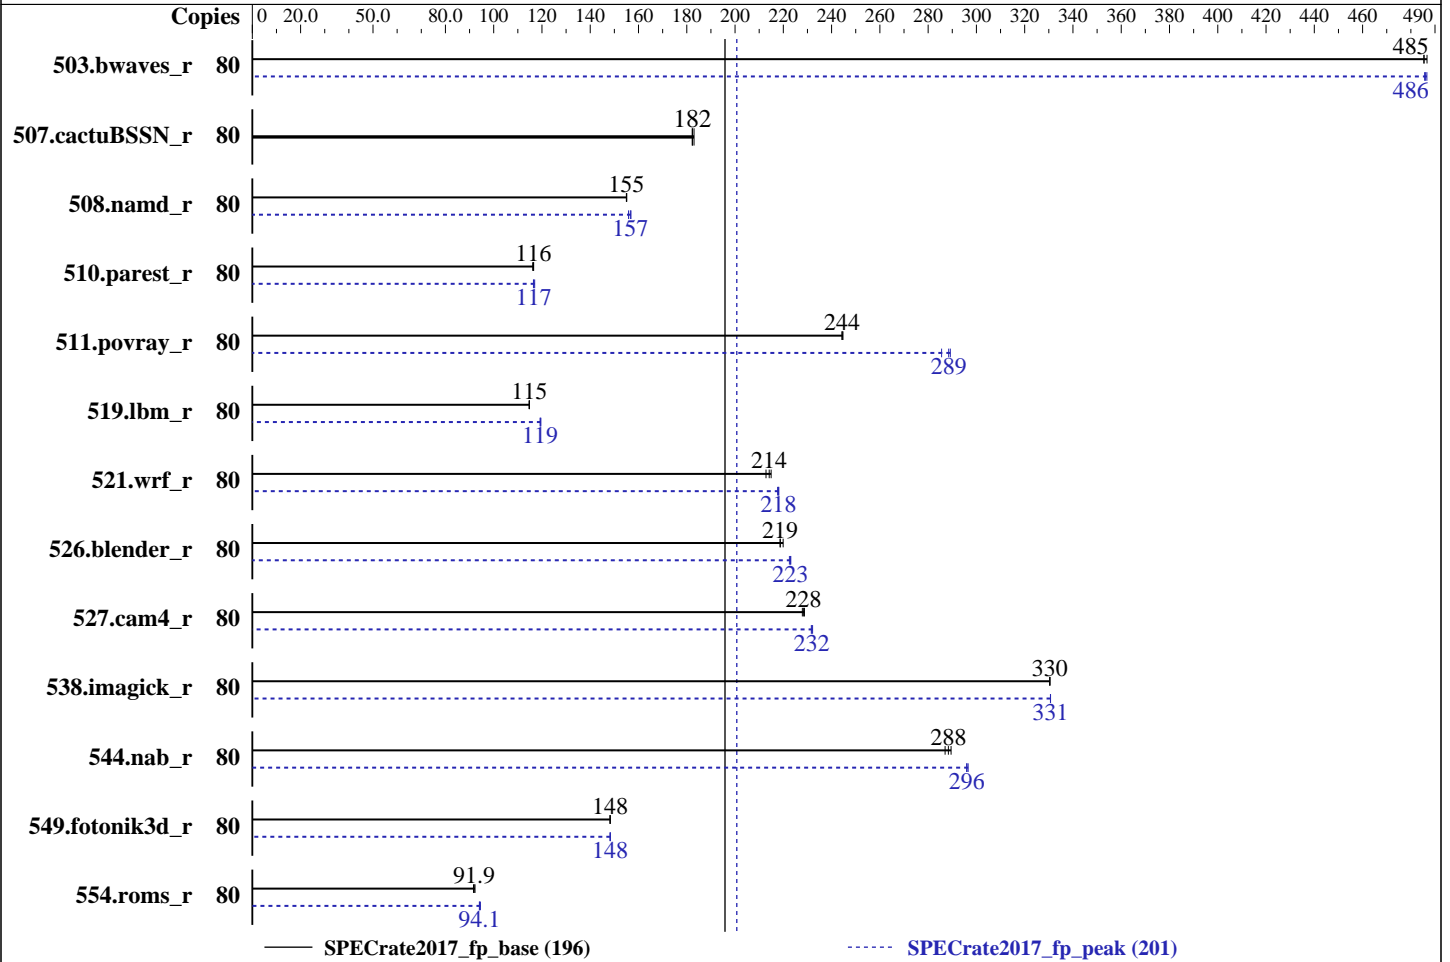 Copies 0 20.0 50.0 80.0 100 120 140 160 180 200 220 240 260 280 300 320 340 360 380 400 420 440 460 490
503.bwaves_r 80 485
486
507.cactuBSSN_r 80 182
508.namd_r 80 155
157
510.parest_r 80 116
117
511.povray_r 80 244
289
519.lbm_r 80 115
119
521.wrf_r 80 214
218
526.blender_r 80 219
223
527.cam4_r 80 228
232
538.imagick_r 80 330
331
544.nab_r 80 288
296
549.fotonik3d_r 80 148
148
554.roms_r 80 91.9
94.1
SPECrate2017_fp_base (196) SPECrate2017_fp_peak (201)